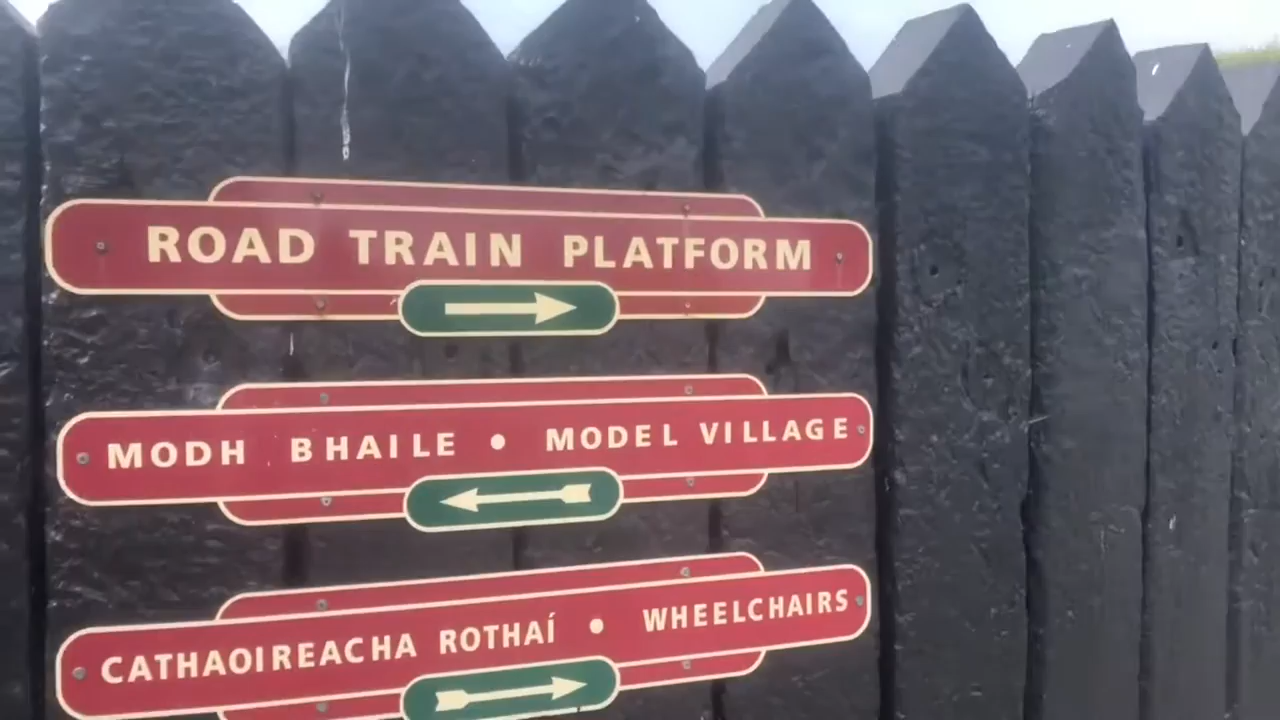 ROAD TRAIN PLATFORM
MODH BHAILE • MODEL VILLAGE
CATHAOIREACHA ROTHAÍ • WHEELCHAIRS